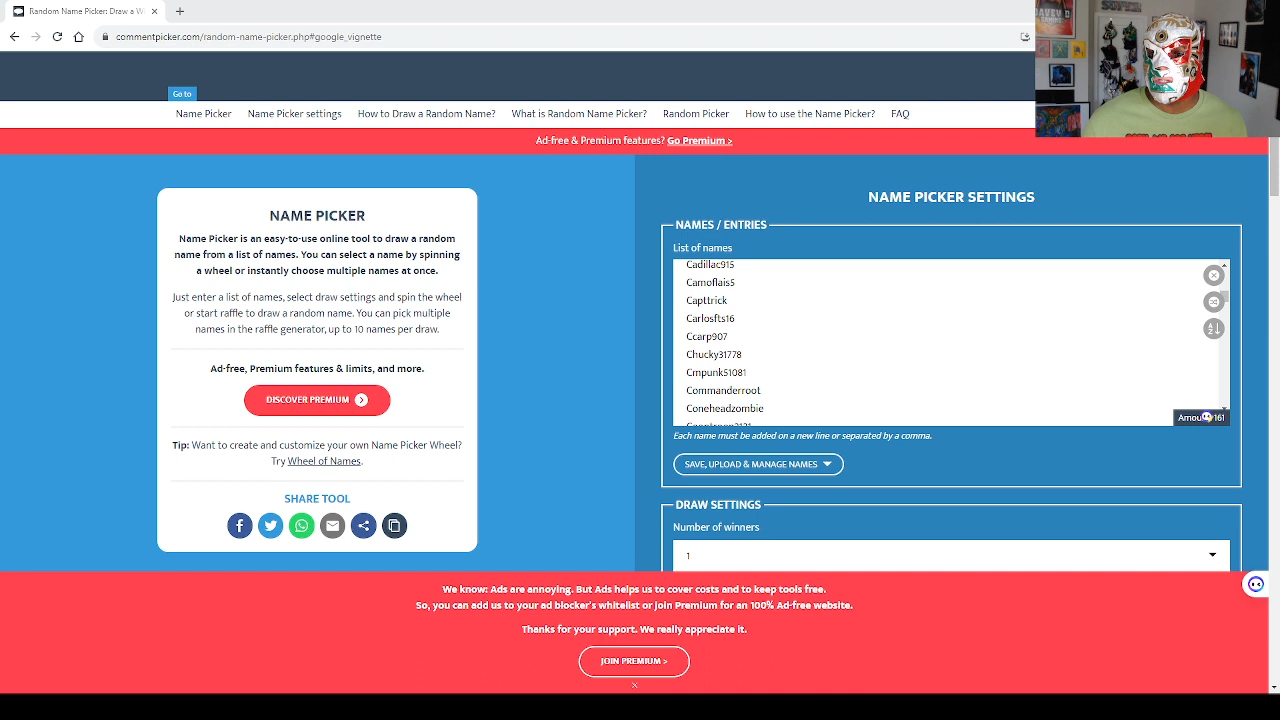 Random Name Picker: Draw a Wi
commentpicker.com/random-name-picker.php#google_vignette
Go to
Name Picker
Name Picker settings
How to Draw a Random Name?
What is Random Name Picker?
Random Picker
How to use the Name Picker?
FAQ
Ad-free & Premium features? Go Premium >
NAME PICKER
Name Picker is an easy-to-use online tool to draw a random
name from a list of names. You can select a name by spinning
a wheel or instantly choose multiple names at once.
Just enter a list of names, select draw settings and spin the wheel
or start raffle to draw a random name. You can pick multiple
names in the raffle generator, up to 10 names per draw.
Ad-free, Premium features & limits, and more.
DISCOVER PREMIUM
Tip: Want to create and customize your own Name Picker Wheel?
Try Wheel of Names.
SHARE TOOL
NAME PICKER SETTINGS
NAMES / ENTRIES
List of names
Cadillac915
Camoflais5
Capttrick
Carlosfts16
Ccarp907
Chucky31778
Cmpunk51081
Commanderroot
Coneheadzombie
161
Each name must be added on a new line or separated by a comma.
SAVE, UPLOAD & MANAGE NAMES
DRAW SETTINGS
Number of winners
1
We know: Ads are annoying. But Ads helps us to cover costs and to keep tools free.
So, you can add us to your ad blocker's whitelist or join Premium for an 100% Ad-free website.
Thanks for your support. We really appreciate it.
JOIN PREMIUM >